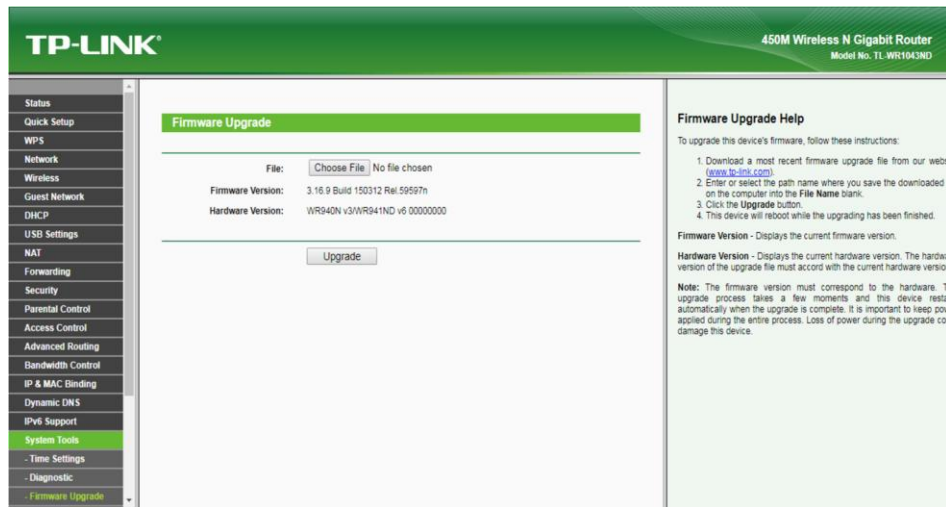 TP-LINK®
450M Wireless N Gigabit Router
Model No. TL-WR1043ND
Status
Quick Setup
WPS
Network
Wireless
Guest Network
DHCP
USB Settings
NAT
Forwarding
Security
Parental Control
Access Control
Advanced Routing
Bandwidth Control
IP & MAC Binding
Dynamic DNS
IPv6 Support
System Tools
- Time Settings
- Diagnostic
- Firmware Upgrade
Firmware Upgrade
File: Choose File No file chosen
Firmware Version: 3.16.9 Build 150312 Rel.59597n
Hardware Version: WR940N v3/WR941ND v6 00000000
Upgrade
Firmware Upgrade Help
To upgrade this device's firmware, follow these instructions:
1. Download a most recent firmware upgrade file from our webs
(www.tp-link.com).
2. Enter or select the path name where you save the downloaded
on the computer into the File Name blank.
3. Click the Upgrade button.
4. This device will reboot while the upgrading has been finished.
Firmware Version - Displays the current firmware version.
Hardware Version - Displays the current hardware version. The hardwa
version of the upgrade file must accord with the current hardware versio
Note: The firmware version must correspond to the hardware. T
upgrade process takes a few moments and this device resta
automatically when the upgrade is complete. It is important to keep pow
applied during the entire process. Loss of power during the upgrade co
damage this device.